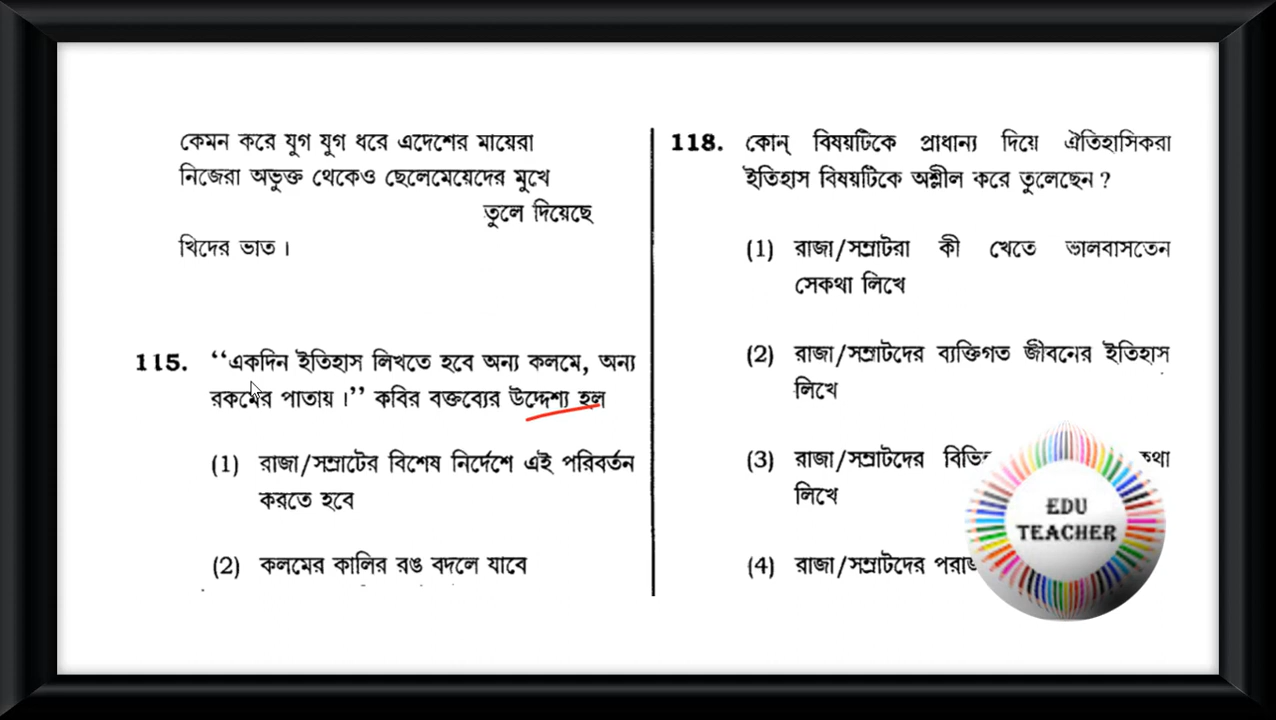 কেমন করে যুগ যুগ ধরে এদেশের মায়েরা
নিজেরা অভুক্ত থেকেও ছেলেমেয়েদের মুখে
তুলে দিয়েছে
খিদের ভাত।
115. ‘‘একদিন ইতিহাস লিখতে হবে অন্য কলমে, অন্য
রকমের পাতায়।’’ কবির বক্তব্যের উদ্দেশ্য হল
(1) রাজা/সম্রাটের বিশেষ নির্দেশে এই পরিবর্তন
করতে হবে
(2) কলমের কালির রঙ বদলে যাবে
118. কোন্ বিষয়টিকে প্রাধান্য দিয়ে ঐতিহাসিকরা
ইতিহাস বিষয়টিকে অশ্লীল করে তুলেছেন?
(1) রাজা/সম্রাটরা কী খেতে ভালবাসতেন
সেকথা লিখে
(2) রাজা/সম্রাটদের ব্যক্তিগত জীবনের ইতিহাস
লিখে
(3) রাজা/সম্রাটদের
লিখে
(4) রাজা/সম্রাটদের
EDU
TEACHER